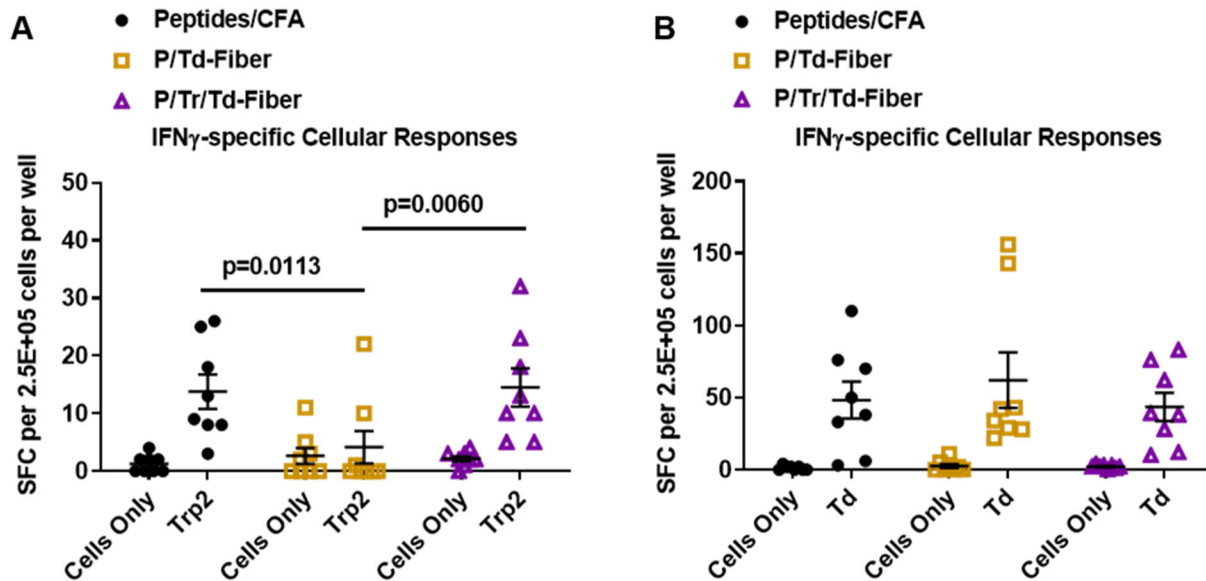 A
Peptides/CFA
P/Td-Fiber
P/Tr/Td-Fiber
IFNγ-specific Cellular Responses
SFC per 2.5E+05 cells per well
50
40
30
20
10
0
p=0.0113
p=0.0060
Cells Only
Trp2
Cells Only
Trp2
Cells Only
Trp2
B
Peptides/CFA
P/Td-Fiber
P/Tr/Td-Fiber
IFNγ-specific Cellular Responses
SFC per 2.5E+05 cells per well
200
150
100
50
0
Cells Only
Td
Cells Only
Td
Cells Only
Td